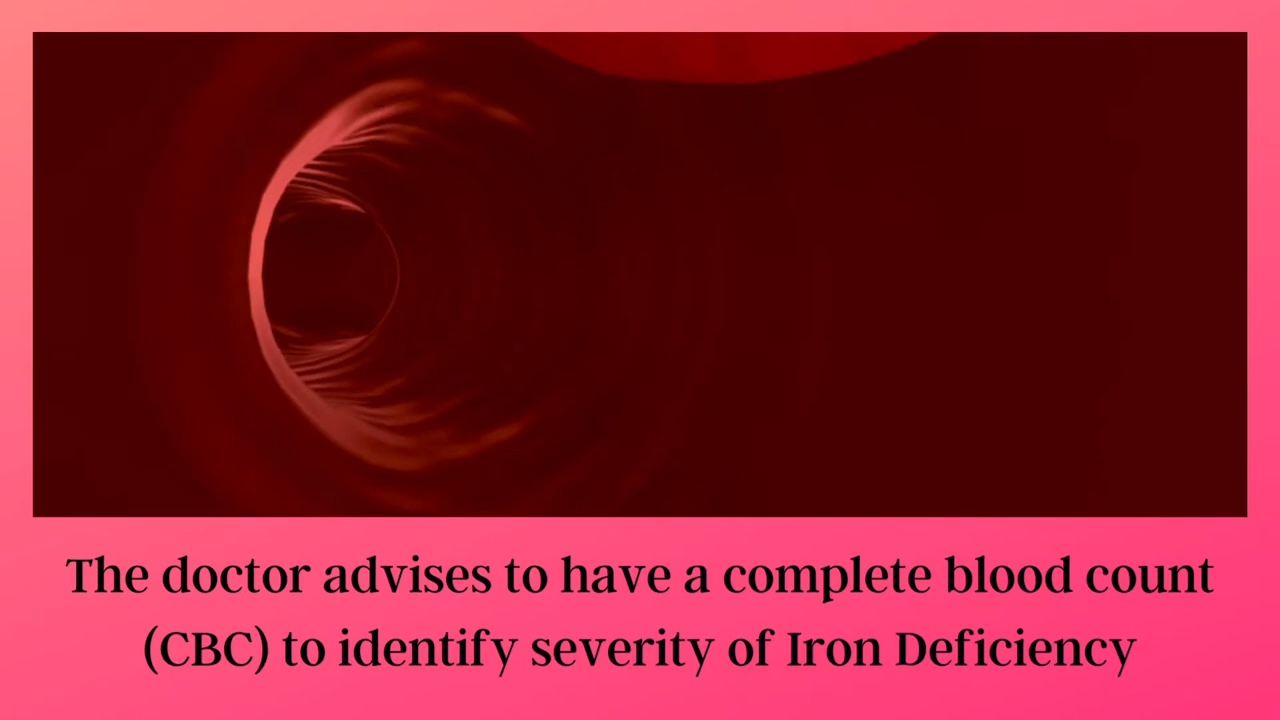 The doctor advises to have a complete blood count
(CBC) to identify severity of Iron Deficiency